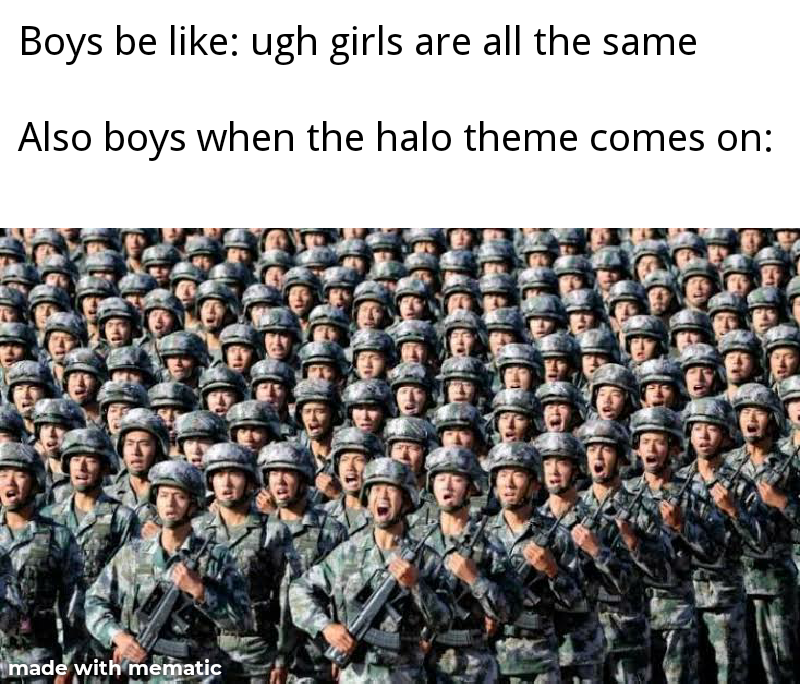 Boys be like: ugh girls are all the same
Also boys when the halo theme comes on:
made with mematic